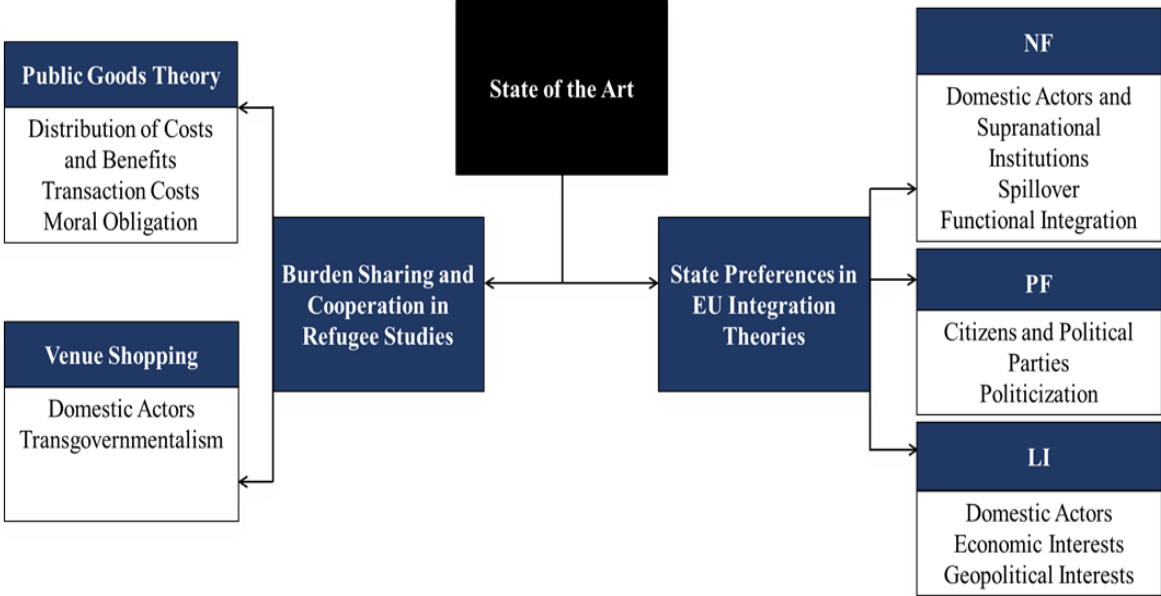 State of the Art
Public Goods Theory
Distribution of Costs
and Benefits
Transaction Costs
Moral Obligation
Venue Shopping
Domestic Actors
Transgovernmentalism
Burden Sharing and
Cooperation in
Refugee Studies
State Preferences in
EU Integration
Theories
NF
Domestic Actors and
Supranational
Institutions
Spillover
Functional Integration
PF
Citizens and Political
Parties
Politicization
LI
Domestic Actors
Economic Interests
Geopolitical Interests